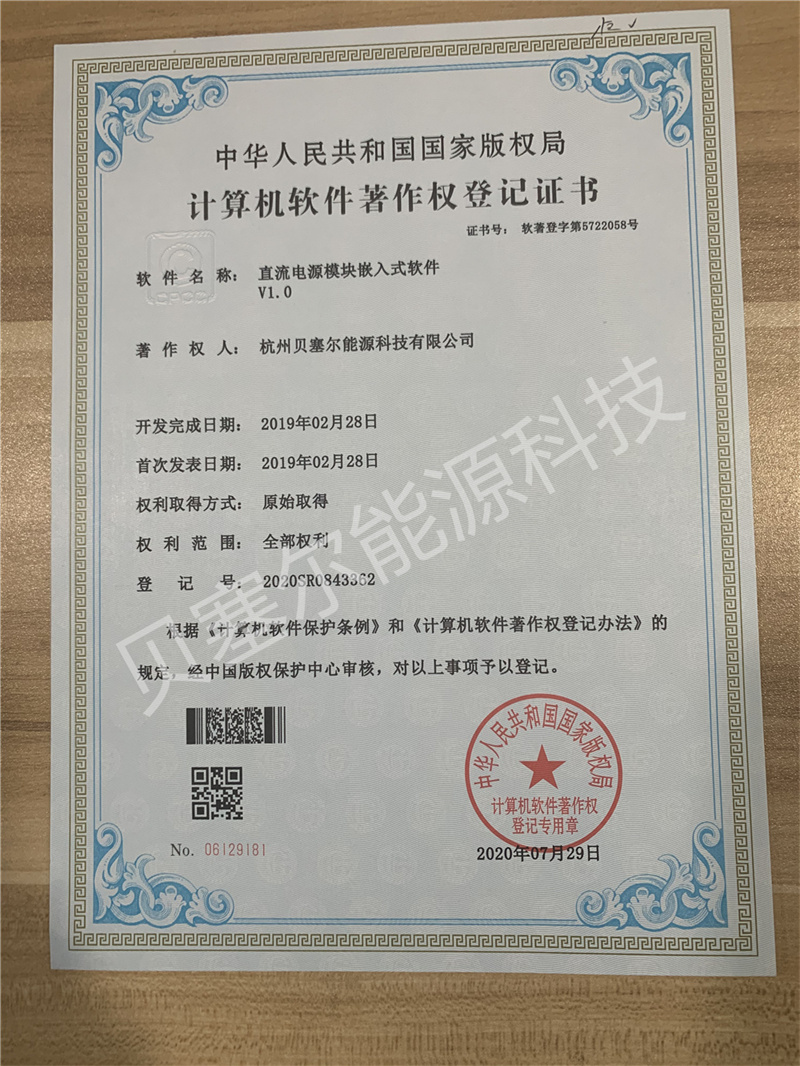 中华人民共和国国家版权局
计算机软件著作权登记证书
证书号： 软著登字第5722058号
软件名称： 直流电源模块嵌入式软件
V1.0
著作权人： 杭州贝塞尔能源科技有限公司
开发完成日期： 2019年02月28日
首次发表日期： 2019年02月28日
权利取得方式： 原始取得
权利范围： 全部权利
登记号： 2020SR0843362
根据《计算机软件保护条例》和《计算机软件著作权登记办法》的
规定，经中国版权保护中心审核，对以上事项予以登记。
贝塞尔能源科技
中华人民共和国国家版权局
计算机软件著作权
登记专用章
2020年07月29日
No. 06129181
CPCC